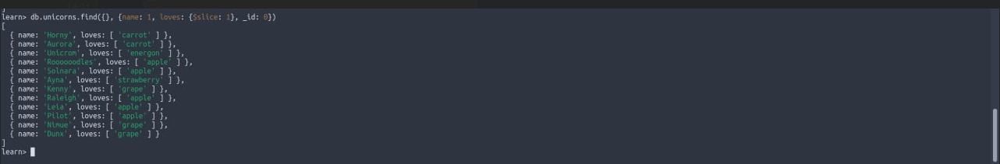 ]
learn> db.unicorns.find({}, {name: 1, loves: {$slice: 1}, _id: 0})
[
  { name: 'Horny', loves: [ 'carrot' ] },
  { name: 'Aurora', loves: [ 'carrot' ] },
  { name: 'Unicrom', loves: [ 'energon' ] },
  { name: 'Roooooodles', loves: [ 'apple' ] },
  { name: 'Solnara', loves: [ 'apple' ] },
  { name: 'Ayna', loves: [ 'strawberry' ] },
  { name: 'Kenny', loves: [ 'grape' ] },
  { name: 'Raleigh', loves: [ 'apple' ] },
  { name: 'Leia', loves: [ 'apple' ] },
  { name: 'Pilot', loves: [ 'apple' ] },
  { name: 'Nimue', loves: [ 'grape' ] },
  { name: 'Dunx', loves: [ 'grape' ] }
]
learn>